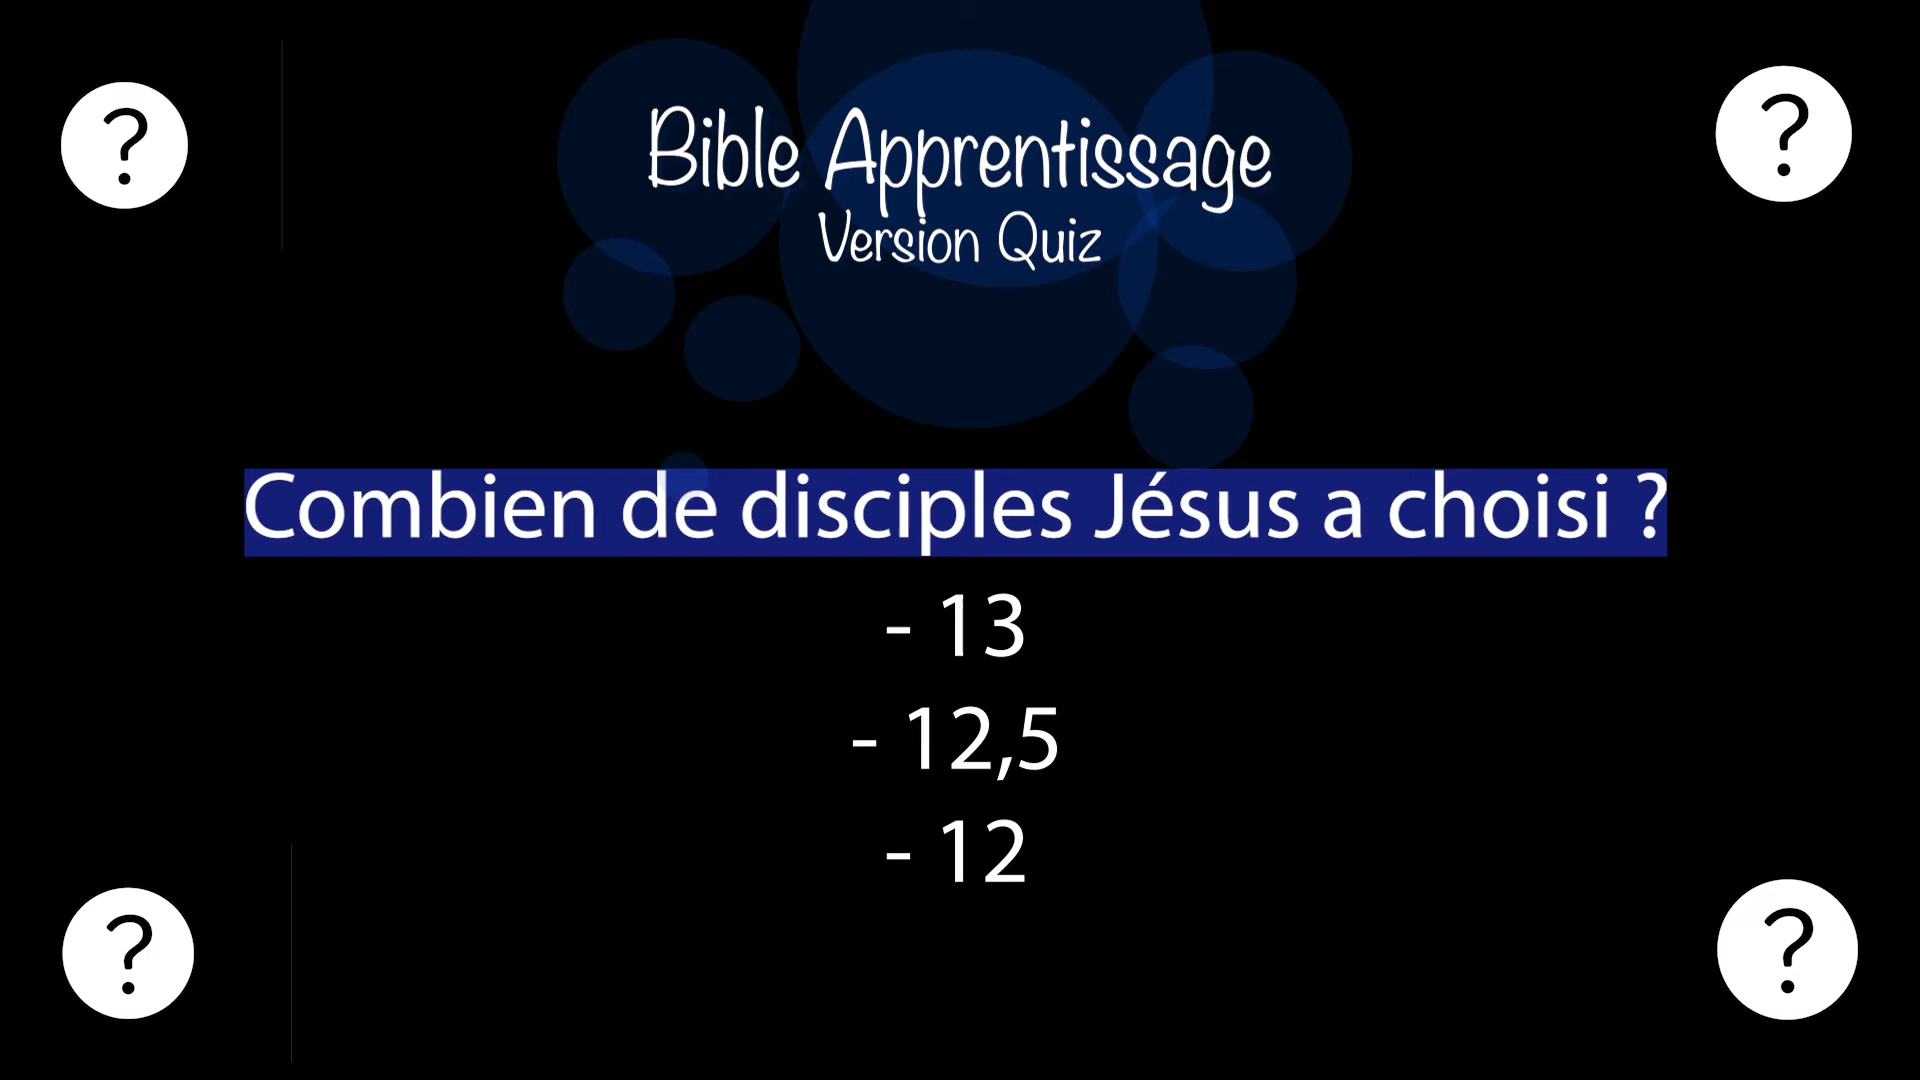 ?
?
Bible Apprentissage
Version Quiz
Combien de disciples Jésus a choisi ?
- 13
- 12,5
- 12
?
?